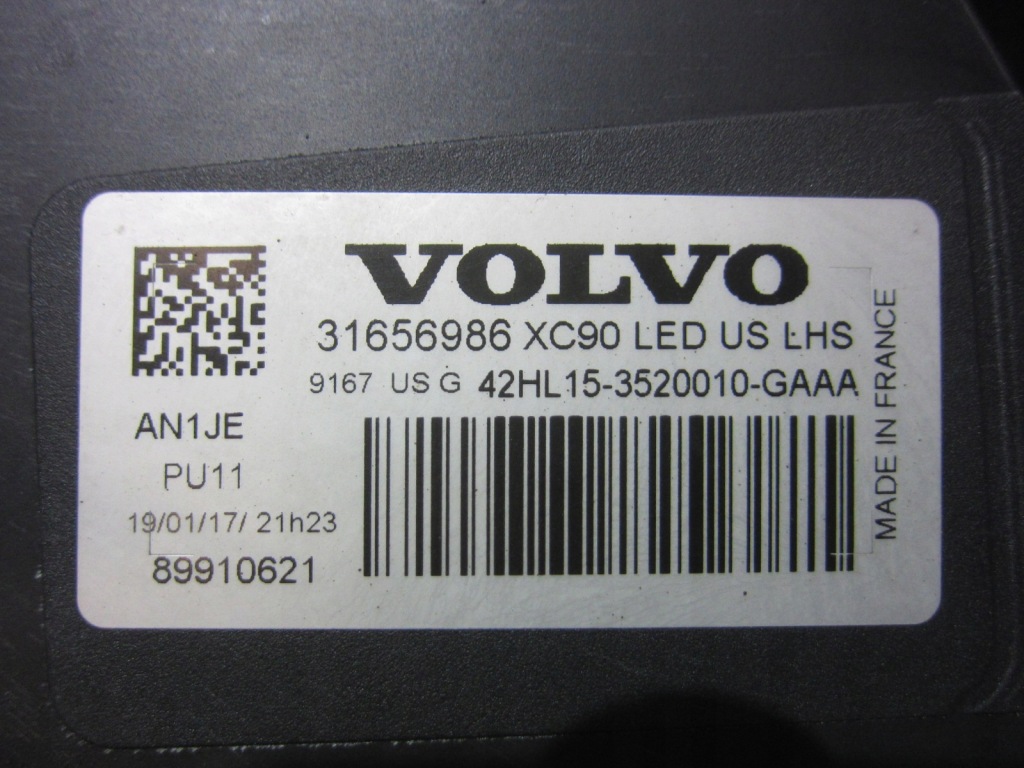 VOLVO
31656986 XC90 LED US LHS
9167 US G 42HL15-3520010-GAAA
AN1JE
PU11
19/01/17/ 21h23
89910621
MADE IN FRANCE